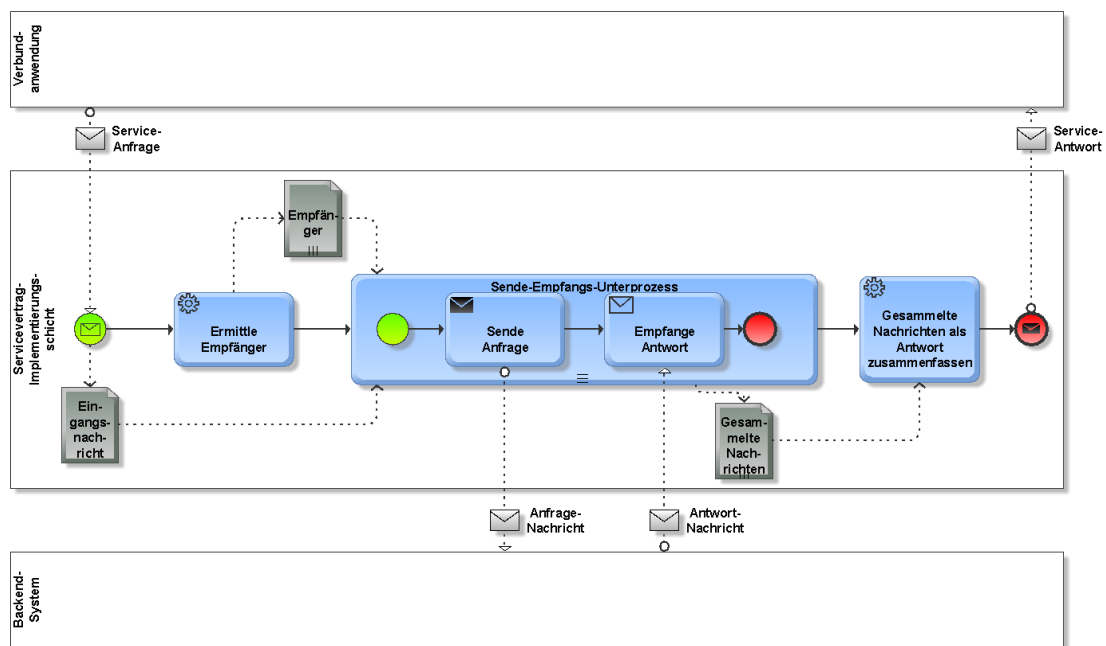 Verbund-
anwendung
Service-
Anfrage
Service-
Antwort
Servicevertrag-
Implementierungs-
schicht
Empfän-
ger
Sende-Empfangs-Unterprozess
Ermittle
Empfänger
Sende
Anfrage
Empfange
Antwort
Gesammelte
Nachrichten als
Antwort
zusammenfassen
Ein-
gangs-
nach-
richt
Gesam-
melte
Nach-
richten
Anfrage-
Nachricht
Antwort-
Nachricht
Backend-
System